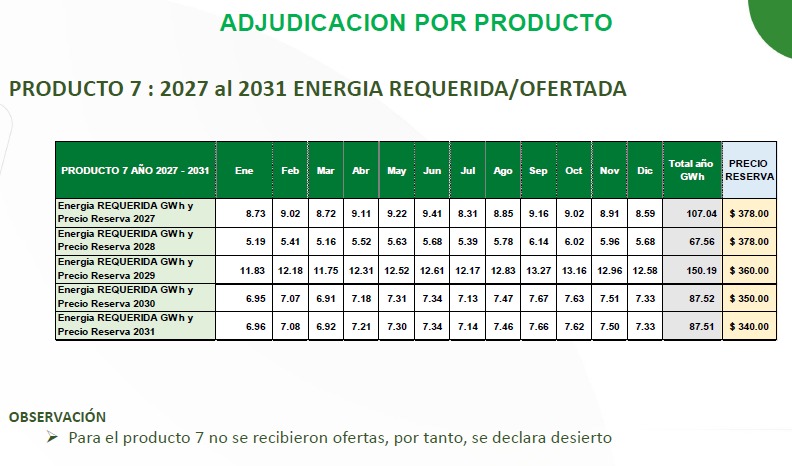 ADJUDICACION POR PRODUCTO
PRODUCTO 7 : 2027 al 2031 ENERGIA REQUERIDA/OFERTADA
PRODUCTO 7 AÑO 2027 - 2031 Ene Feb Mar Abr May Jun Jul Ago Sep Oct Nov Dic Total año GWh PRECIO RESERVA
Energia REQUERIDA GWh y Precio Reserva 2027 8.73 9.02 8.72 9.11 9.22 9.41 8.31 8.85 9.16 9.02 8.91 8.59 107.04 $ 378.00
Energia REQUERIDA GWh y Precio Reserva 2028 5.19 5.41 5.16 5.52 5.63 5.68 5.39 5.78 6.14 6.02 5.96 5.68 67.56 $ 378.00
Energia REQUERIDA GWh y Precio Reserva 2029 11.83 12.18 11.75 12.31 12.52 12.61 12.17 12.83 13.27 13.16 12.96 12.58 150.19 $ 360.00
Energia REQUERIDA GWh y Precio Reserva 2030 6.95 7.07 6.91 7.18 7.31 7.34 7.13 7.47 7.67 7.63 7.51 7.33 87.52 $ 350.00
Energia REQUERIDA GWh y Precio Reserva 2031 6.96 7.08 6.92 7.21 7.30 7.34 7.14 7.46 7.66 7.62 7.50 7.33 87.51 $ 340.00
OBSERVACIÓN
➢ Para el producto 7 no se recibieron ofertas, por tanto, se declara desierto